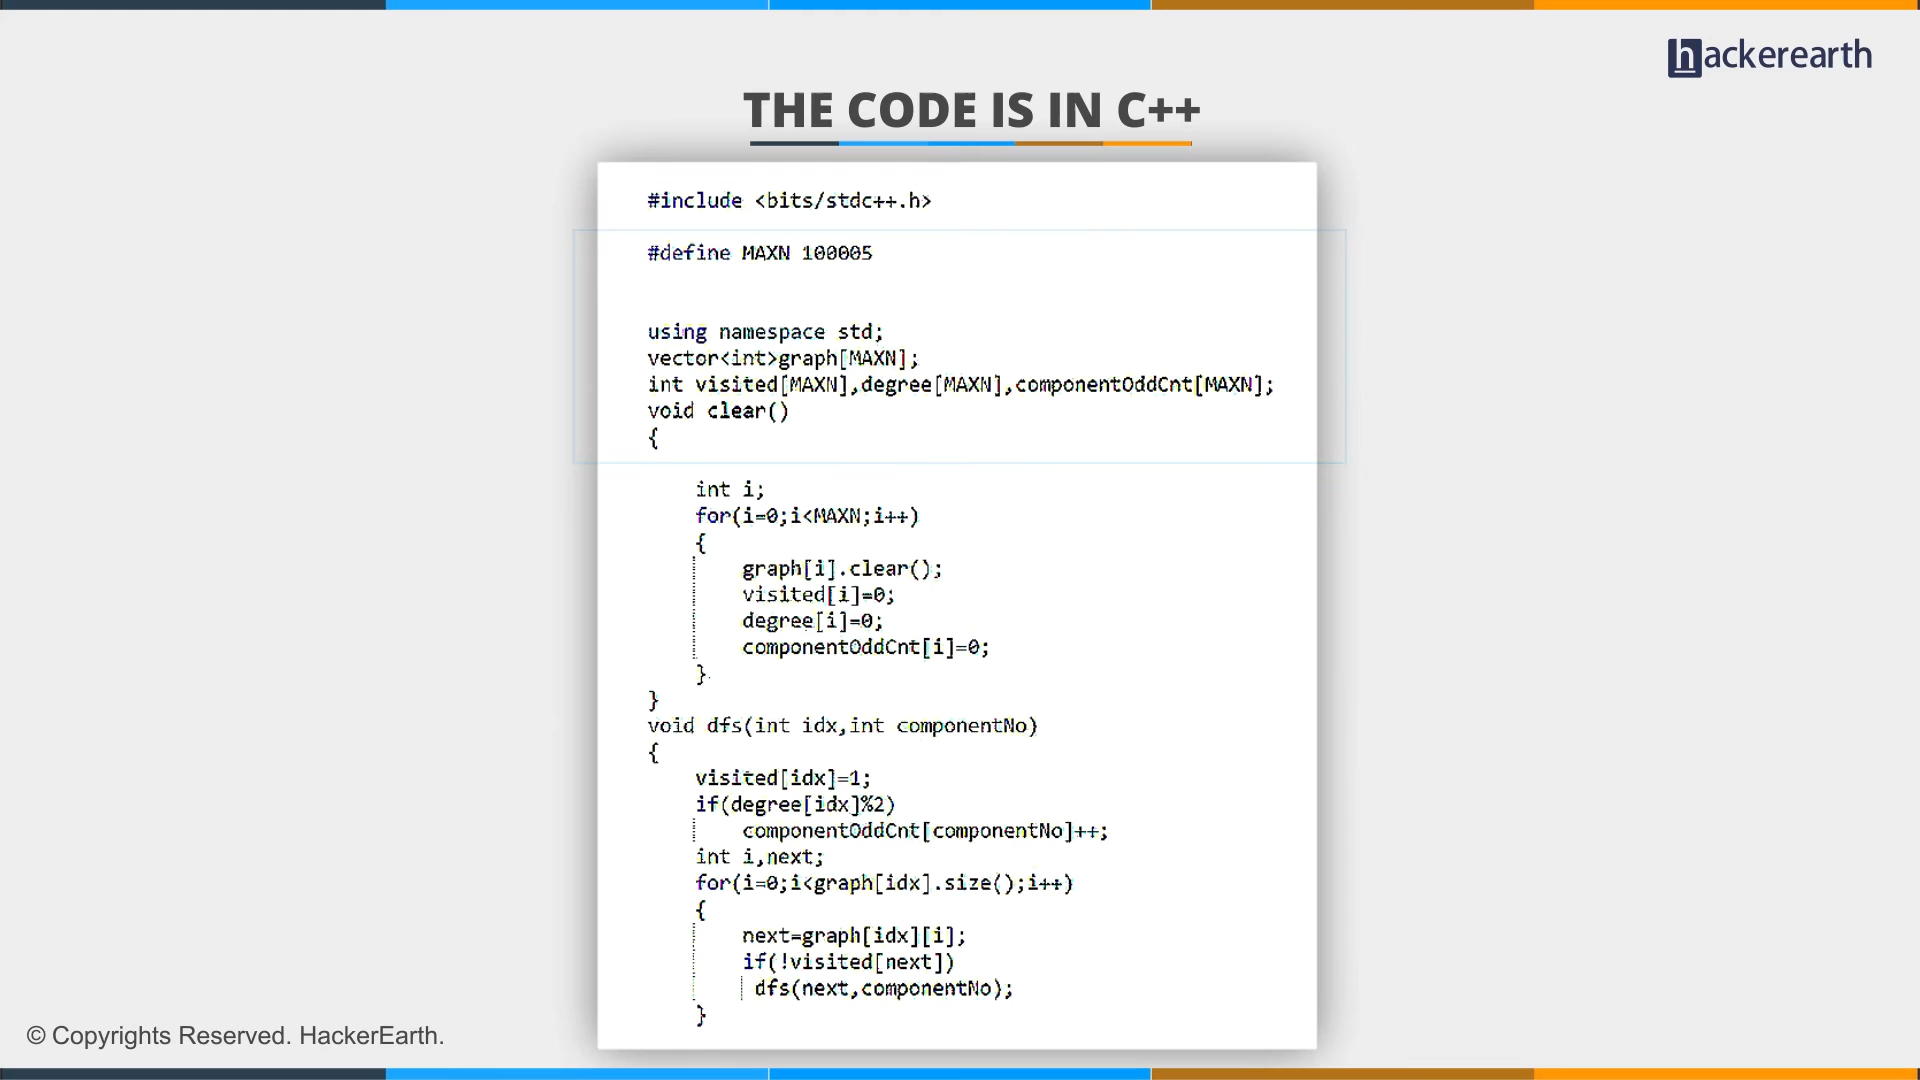 hackerearth
THE CODE IS IN C++
#include <bits/stdc++.h>
#define MAXN 100005
using namespace std;
vector<int>graph[MAXN];
int visited[MAXN],degree[MAXN],componentOddCnt[MAXN];
void clear()
{
int i;
for(i=0;i<MAXN;i++)
{
graph[i].clear();
visited[i]=0;
degree[i]=0;
componentOddCnt[i]=0;
}
}
void dfs(int idx,int componentNo)
{
visited[idx]=1;
if(degree[idx]%2)
componentOddCnt[componentNo]++;
int i,next;
for(i=0;i<graph[idx].size();i++)
{
next=graph[idx][i];
if(!visited[next])
dfs(next,componentNo);
}
© Copyrights Reserved. HackerEarth.